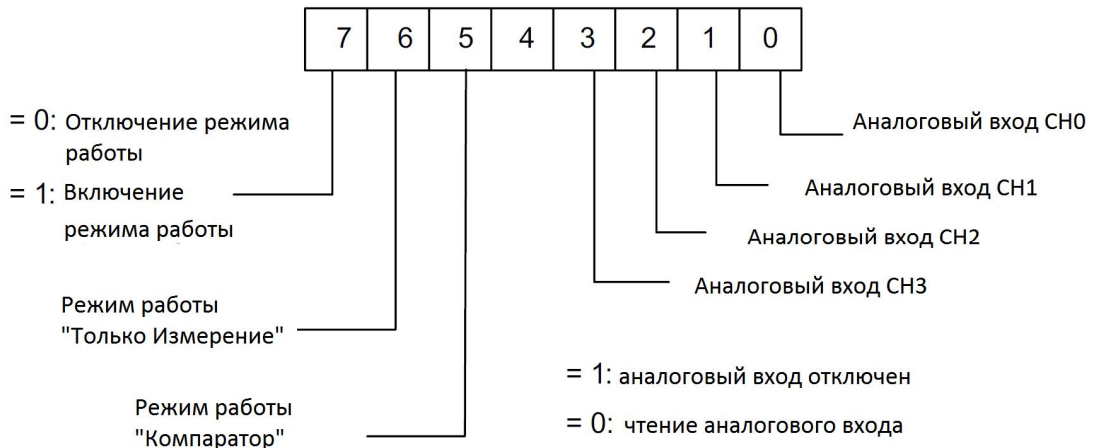 7 6 5 4 3 2 1 0
= 0: Отключение режима
работы
= 1: Включение
режима работы
Режим работы
"Только Измерение"
Режим работы
"Компаратор"
Аналоговый вход CH0
Аналоговый вход CH1
Аналоговый вход CH2
Аналоговый вход CH3
= 1: аналоговый вход отключен
= 0: чтение аналогового входа